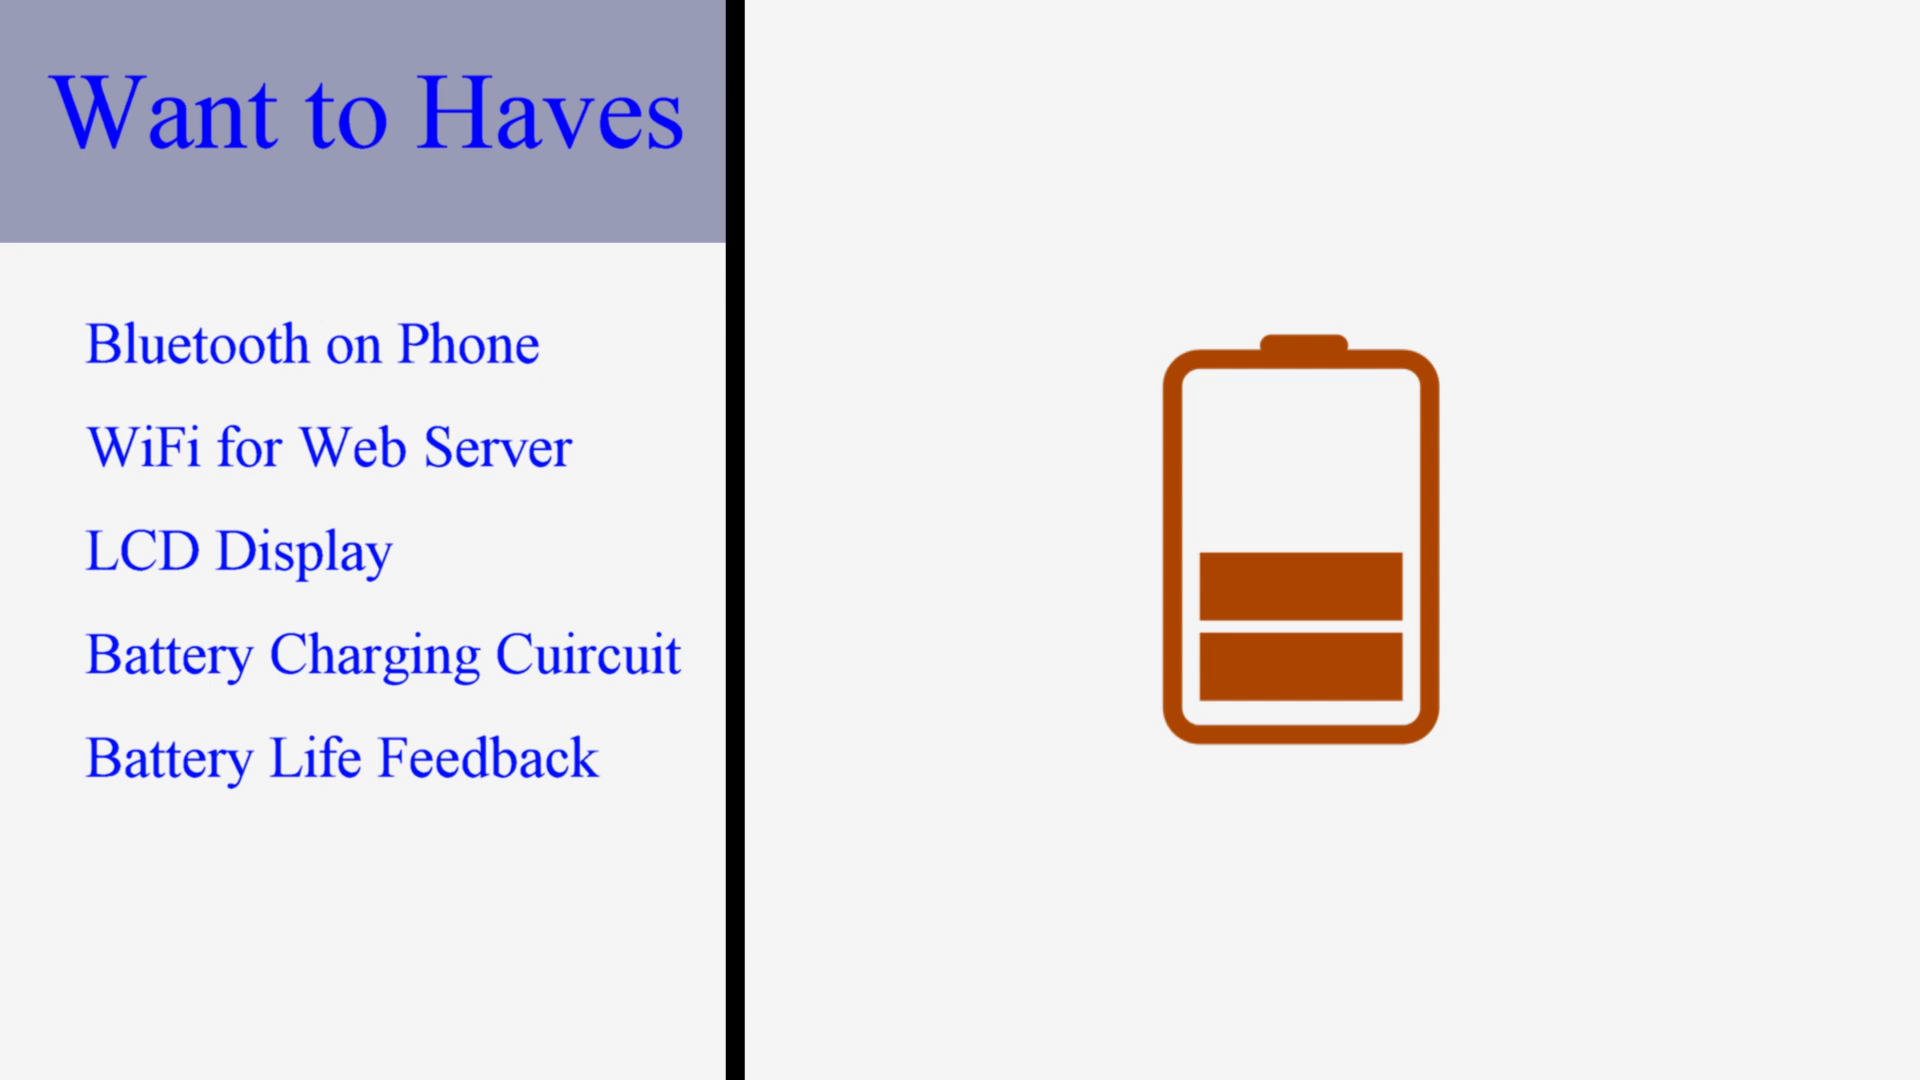 Want to Haves
Bluetooth on Phone
WiFi for Web Server
LCD Display
Battery Charging Cuircuit
Battery Life Feedback